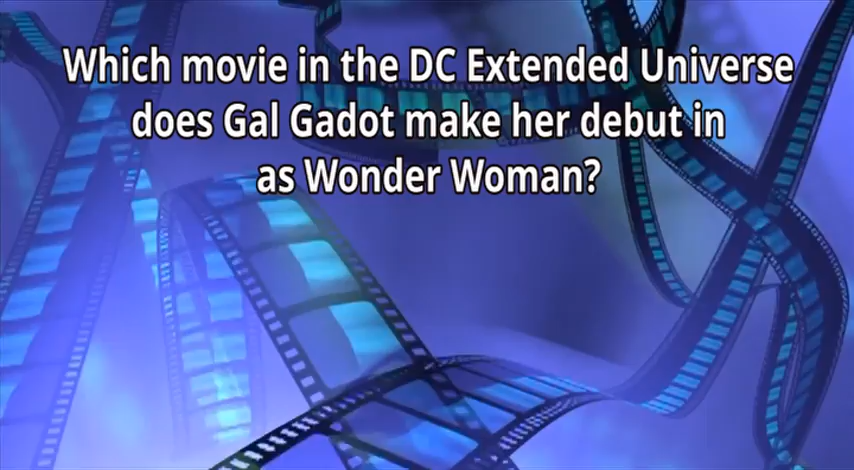 Which movie in the DC Extended Universe
does Gal Gadot make her debut in
as Wonder Woman?